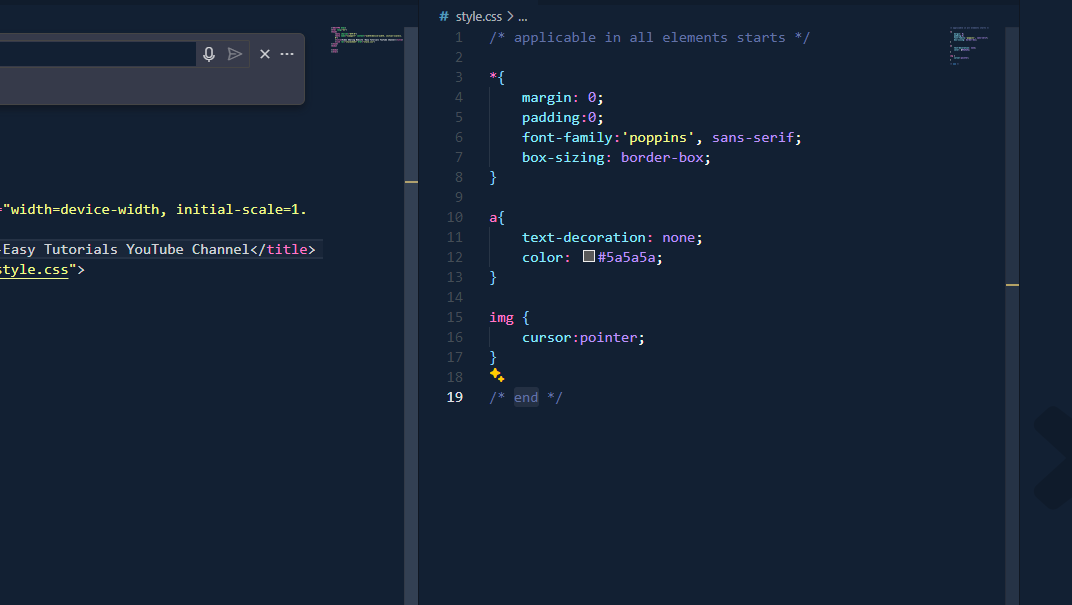 # style.css > ...
="width=device-width, initial-scale=1.
-Easy Tutorials YouTube Channel</title>
style.css">
1 /* applicable in all elements starts */
2
3 *{
4 margin: 0;
5 padding:0;
6 font-family:'poppins', sans-serif;
7 box-sizing: border-box;
8 }
9
10 a{
11 text-decoration: none;
12 color: #5a5a5a;
13 }
14
15 img {
16 cursor:pointer;
17 }
18
19 /* end */